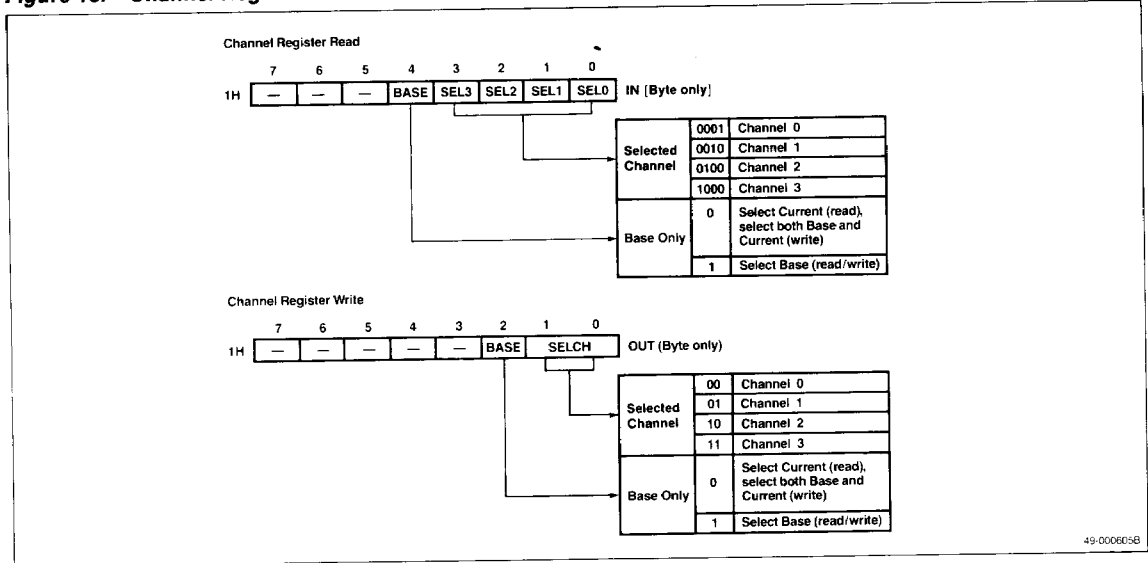 Channel Register Read
7 6 5 4 3 2 1 0
1H — — — BASE SEL3 SEL2 SEL1 SEL0 IN [Byte only]
Selected Channel
0001 Channel 0
0010 Channel 1
0100 Channel 2
1000 Channel 3
Base Only
0 Select Current (read),
select both Base and
Current (write)
1 Select Base (read/write)
Channel Register Write
7 6 5 4 3 2 1 0
1H — — — — — BASE SELCH OUT (Byte only)
Selected Channel
00 Channel 0
01 Channel 1
10 Channel 2
11 Channel 3
Base Only
0 Select Current (read),
select both Base and
Current (write)
1 Select Base (read/write)
49-000605B